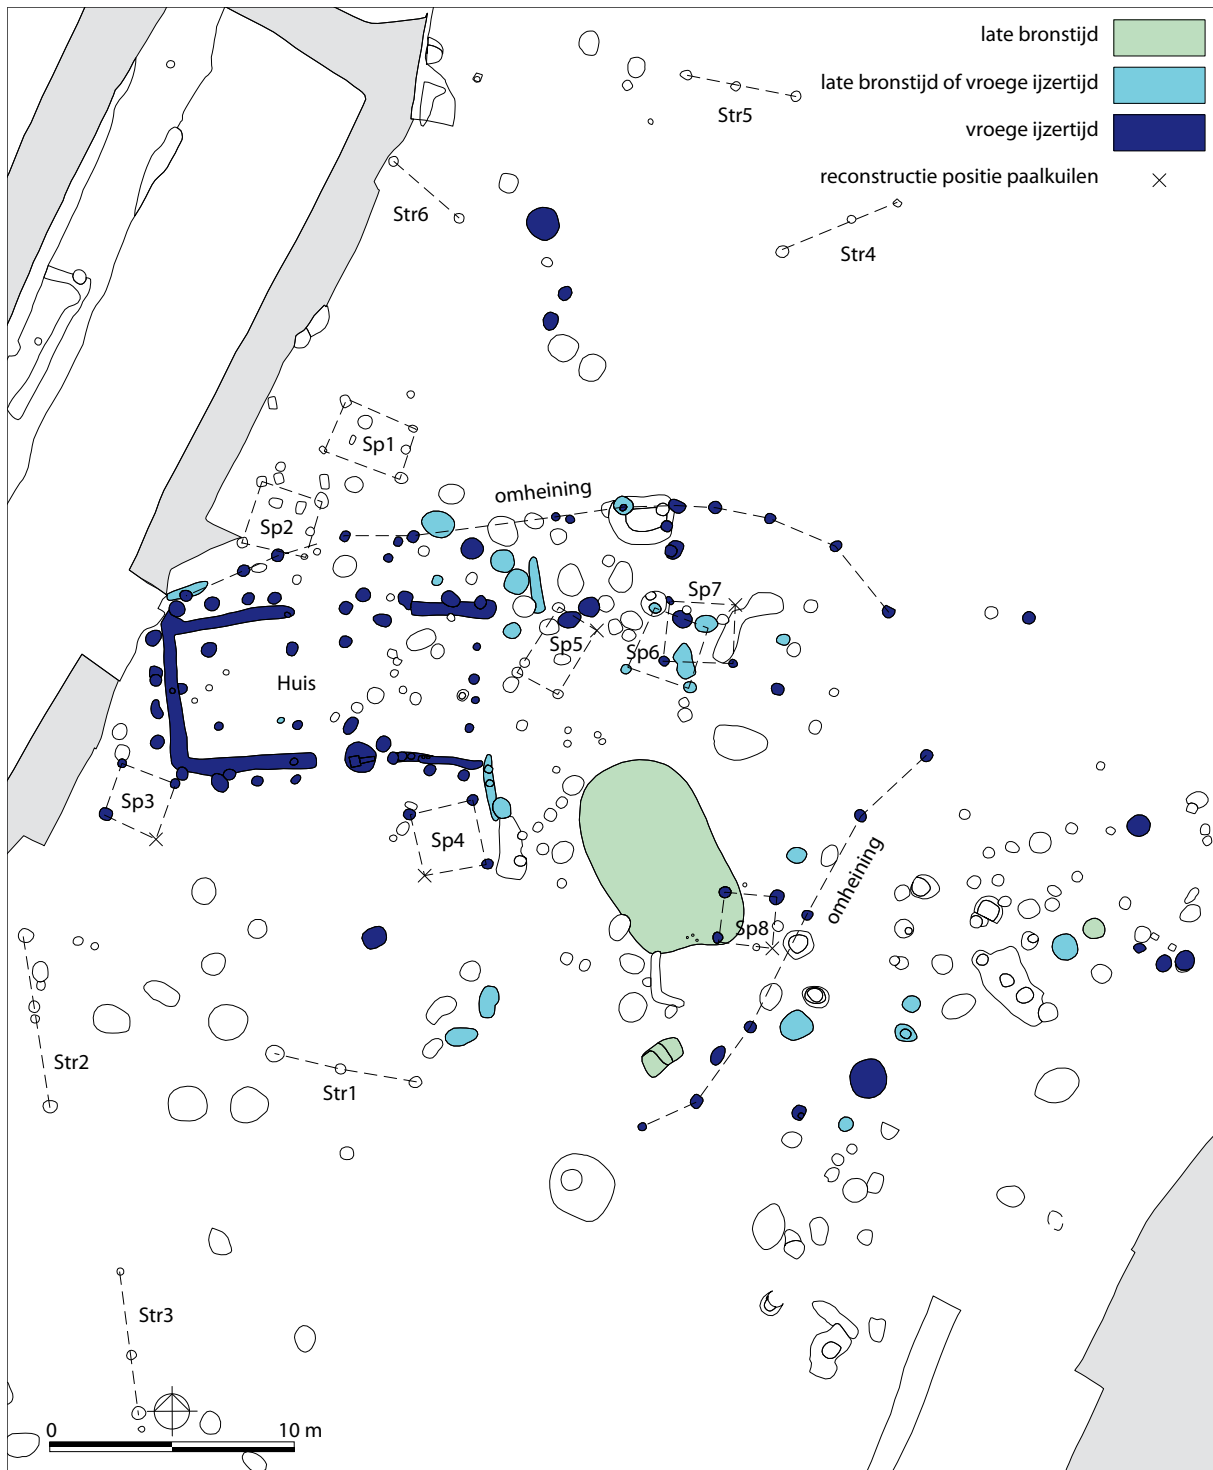 late bronstijd
late bronstijd of vroege ijzertijd
vroege ijzertijd
reconstructie positie paalkuilen
Str5
Str6
Str4
Sp1
omheining
Sp2
Sp7
Sp5
Sp6
Huis
Sp3
Sp4
omheining
Sp8
Str2
Str1
Str3
0
10 m